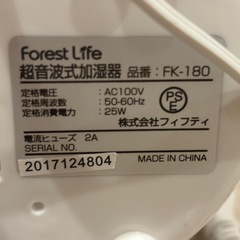 Forest Life
超音波式加湿器 品番：FK-180
定格電圧：AC100V
定格周波数：50-60Hz
定格消費電力：25W
PSE
株式会社フィフティ
電流ヒューズ 2A
SERIAL NO.
2017124804
MADE IN CHINA